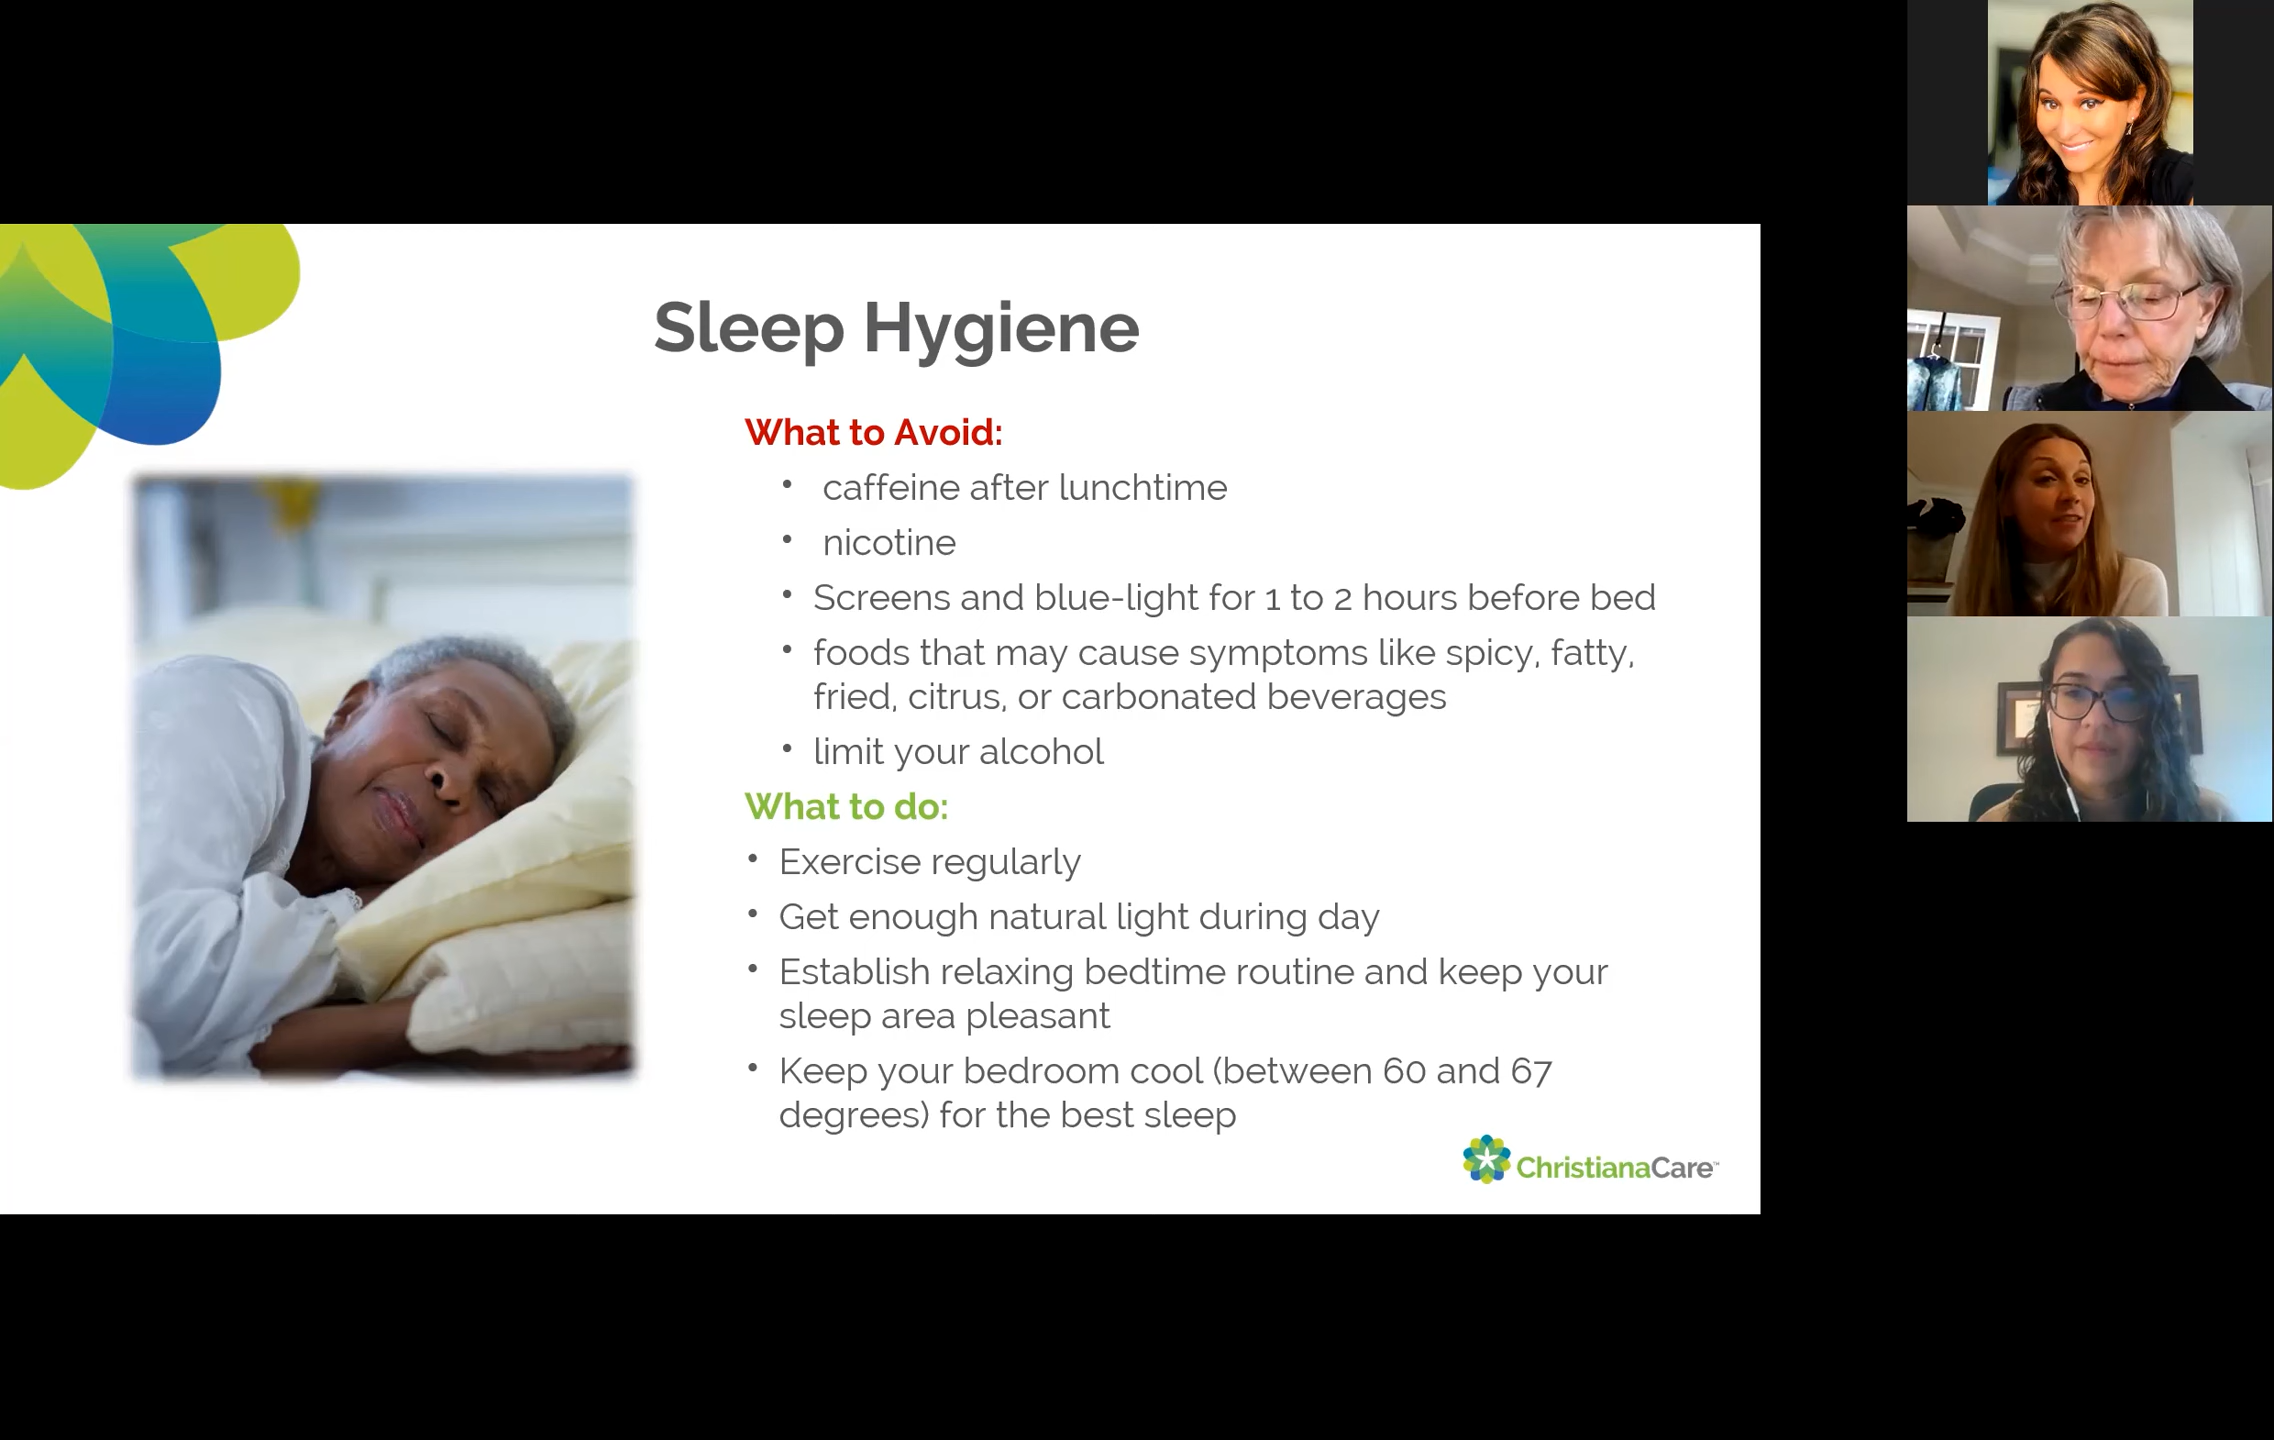 Sleep Hygiene
What to Avoid:
• caffeine after lunchtime
• nicotine
• Screens and blue-light for 1 to 2 hours before bed
• foods that may cause symptoms like spicy, fatty,
fried, citrus, or carbonated beverages
• limit your alcohol
What to do:
• Exercise regularly
• Get enough natural light during day
• Establish relaxing bedtime routine and keep your
sleep area pleasant
• Keep your bedroom cool (between 60 and 67
degrees) for the best sleep
ChristianaCare™